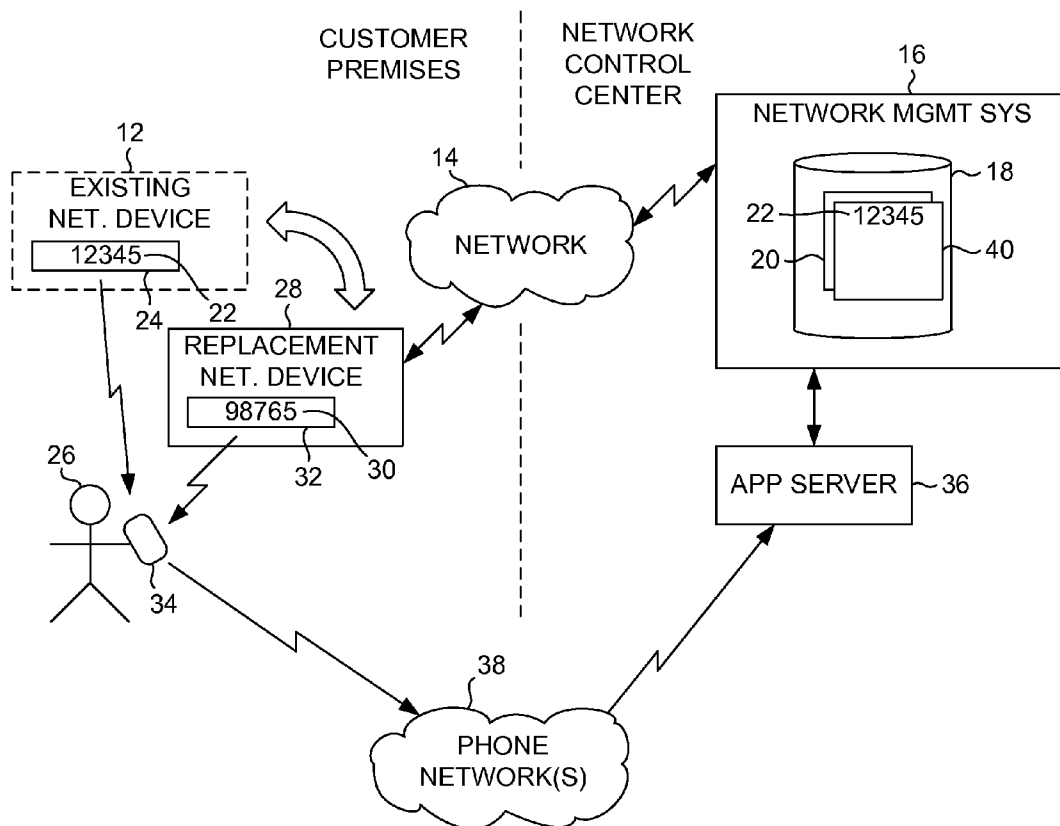 CUSTOMER
PREMISES
NETWORK
CONTROL
CENTER
16
NETWORK MGMT SYS
18
22
12345
20
40
12
EXISTING
NET. DEVICE
12345
24
22
14
NETWORK
28
REPLACEMENT
NET. DEVICE
98765
32
30
26
34
APP SERVER
36
38
PHONE
NETWORK(S)